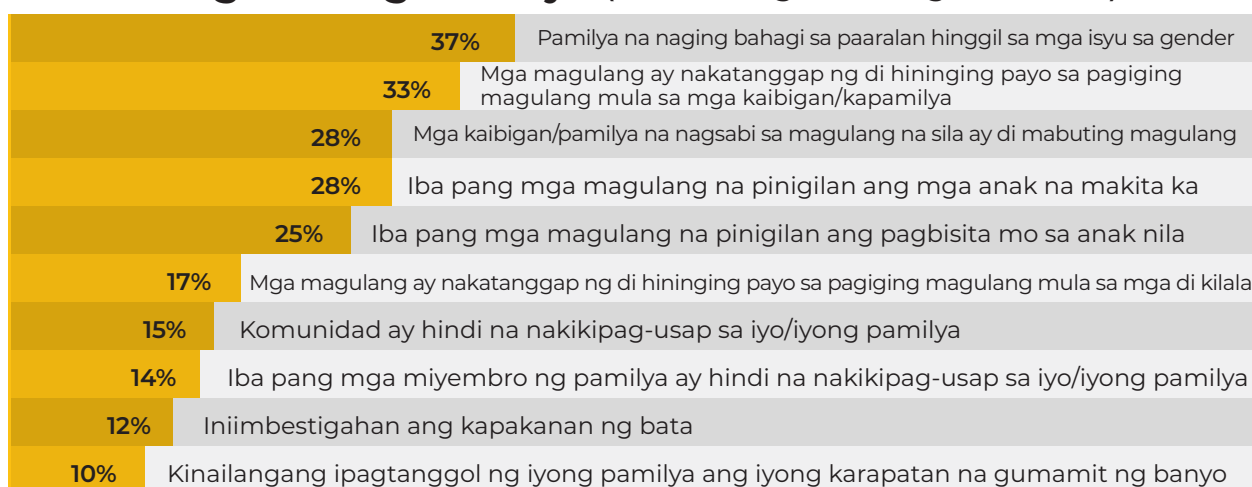 37% Pamilya na naging bahagi sa paaralan hinggil sa mga isyu sa gender
33% Mga magulang ay nakatanggap ng di hininging payo sa pagiging
magulang mula sa mga kaibigan/kapamilya
28% Mga kaibigan/pamilya na nagsabi sa magulang na sila ay di mabuting magulang
28% Iba pang mga magulang na pinigilan ang mga anak na makita ka
25% Iba pang mga magulang na pinigilan ang pagbisita mo sa anak nila
17% Mga magulang ay nakatanggap ng di hininging payo sa pagiging magulang mula sa mga di kilala
15% Komunidad ay hindi na nakikipag-usap sa iyo/iyong pamilya
14% Iba pang mga miyembro ng pamilya ay hindi na nakikipag-usap sa iyo/iyong pamilya
12% Iniimbestigahan ang kapakanan ng bata
10% Kinailangang ipagtanggol ng iyong pamilya ang iyong karapatan na gumamit ng banyo